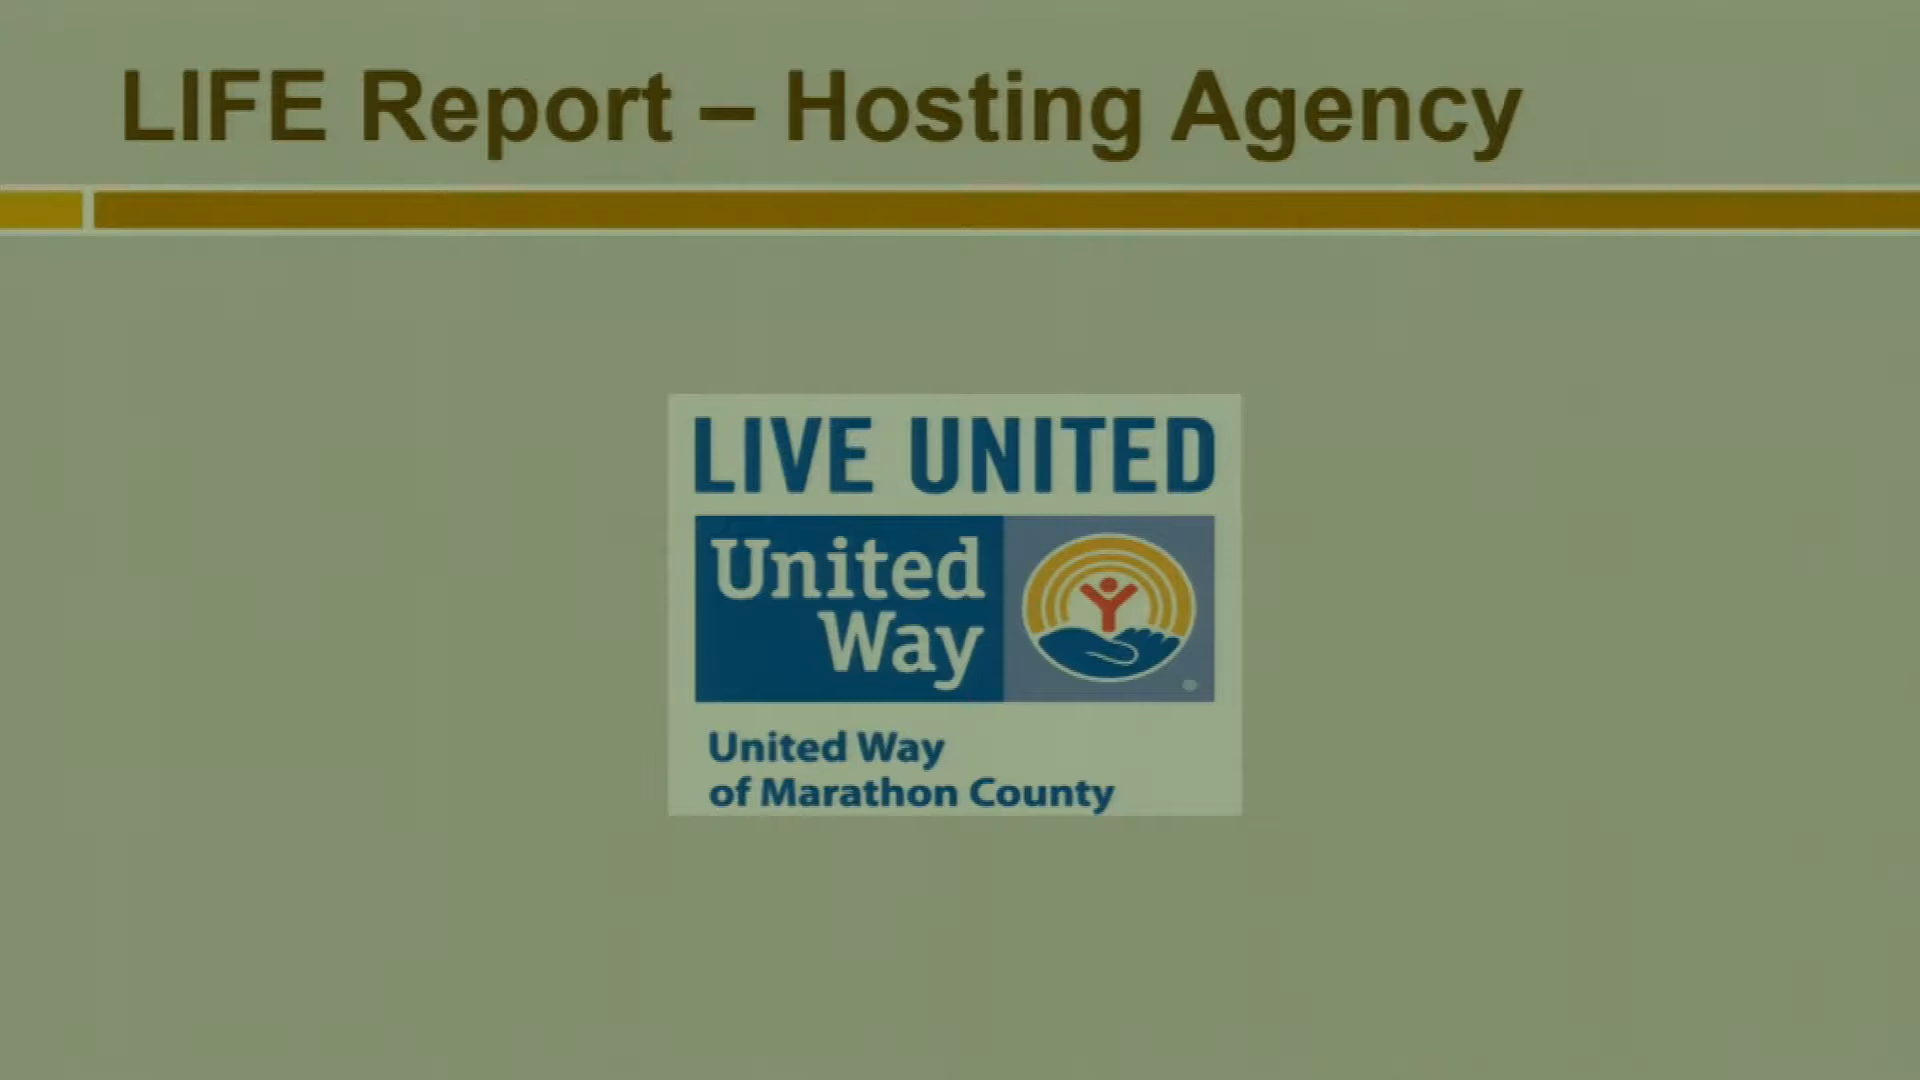 LIFE Report – Hosting Agency
LIVE UNITED
United
Way
United Way
of Marathon County